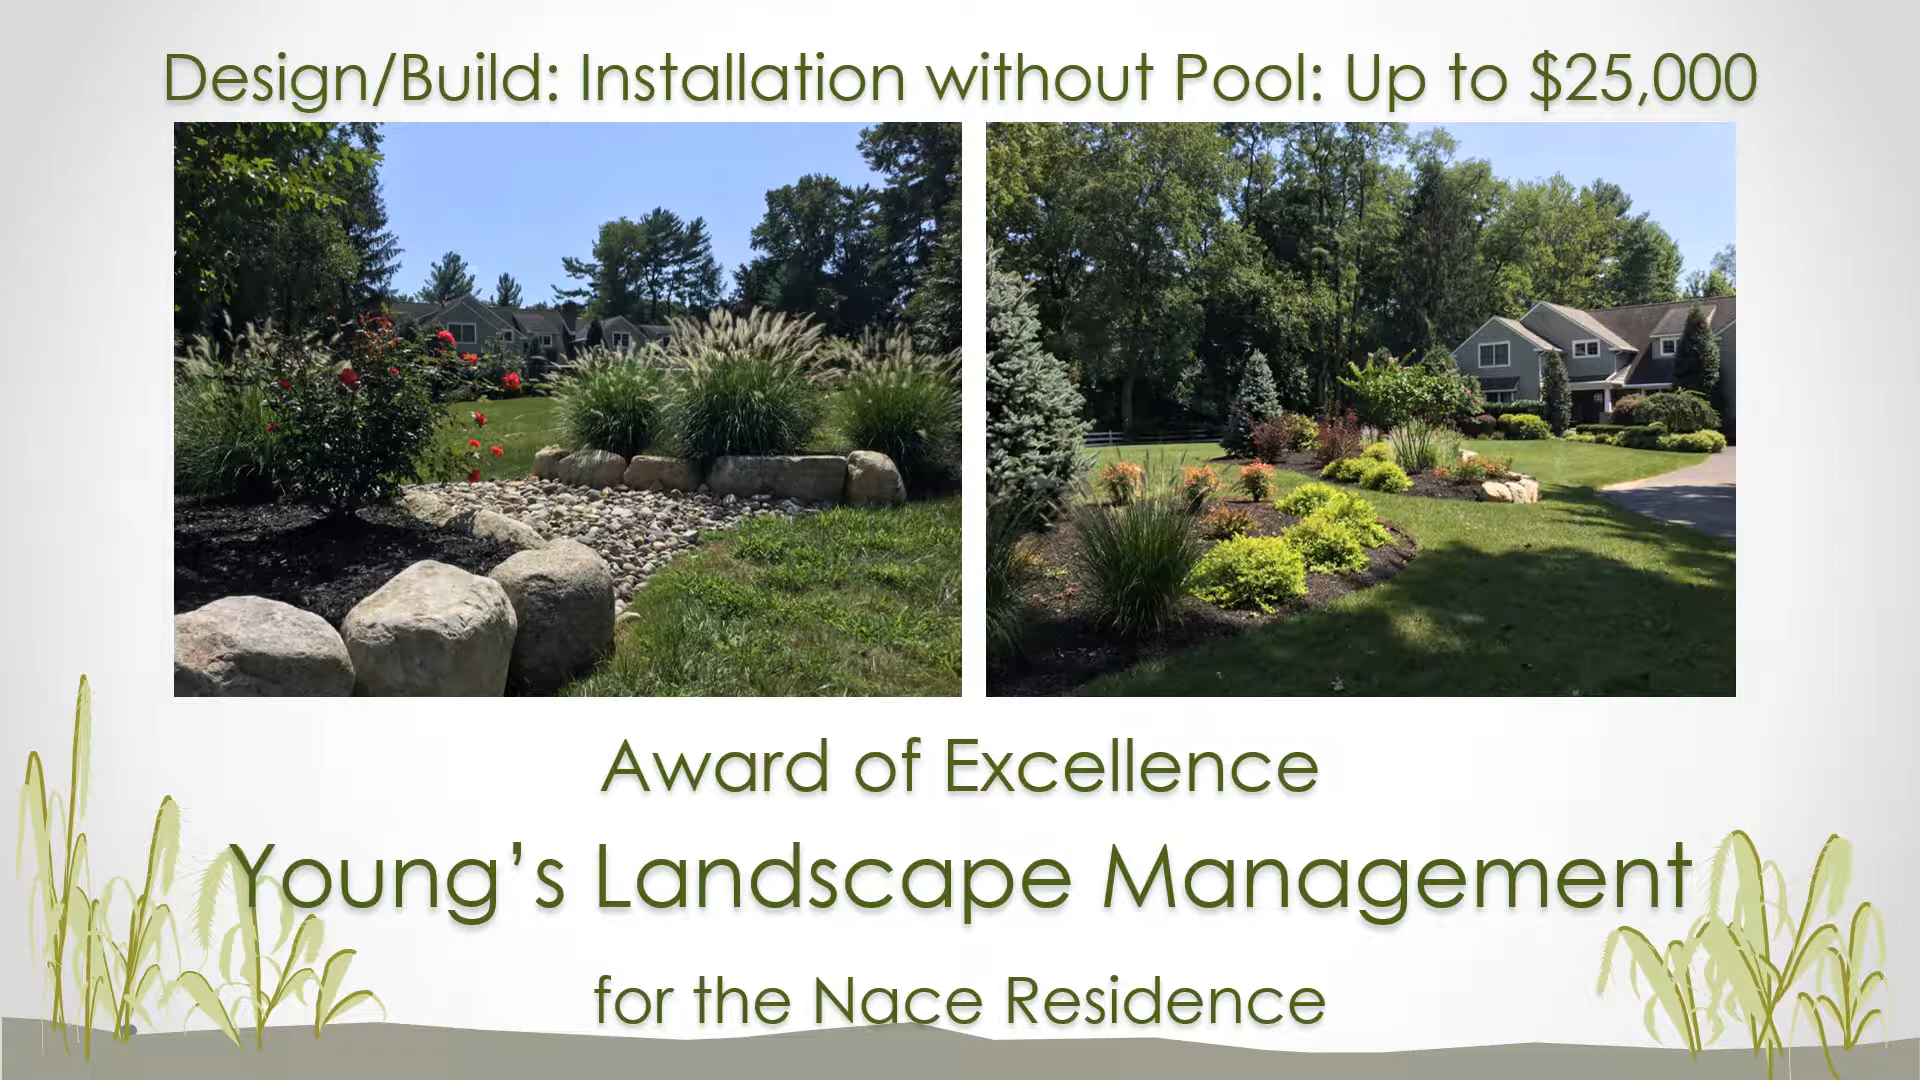 Design/Build: Installation without Pool: Up to $25,000
Award of Excellence
Young’s Landscape Management
for the Nace Residence